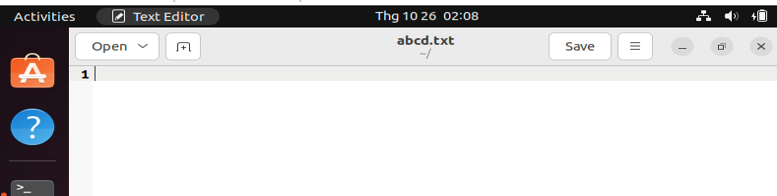 Activities Text Editor Thg 10 26 02:08
Open abcd.txt Save
~/
1
?
>_